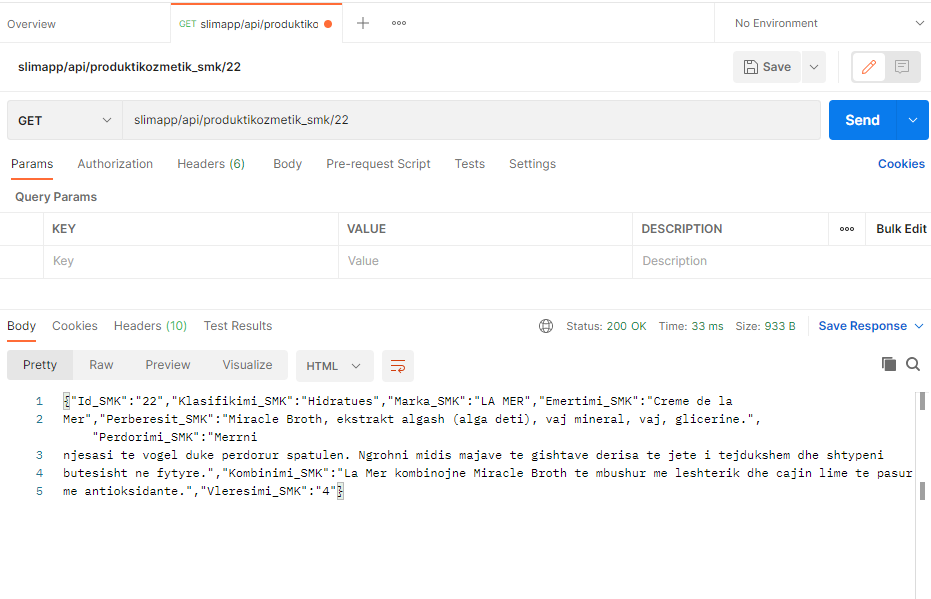 Overview
GET slimapp/api/produktiko
No Environment
slimapp/api/produktikozmetik_smk/22
Save
GET
slimapp/api/produktikozmetik_smk/22
Send
Params Authorization Headers (6) Body Pre-request Script Tests Settings Cookies
Query Params
KEY VALUE DESCRIPTION Bulk Edit
Key Value Description
Body Cookies Headers (10) Test Results Status: 200 OK Time: 33 ms Size: 933 B Save Response
Pretty Raw Preview Visualize HTML
1 {"Id_SMK":"22","Klasifikimi_SMK":"Hidratues","Marka_SMK":"LA MER","Emertimi_SMK":"Creme de la
2 Mer","Perberesit_SMK":"Miracle Broth, ekstrakt algash (alga deti), vaj mineral, vaj, glicerine.",
"Perdorimi_SMK":"Merrni
3 njesasi te vogel duke perdorur spatulen. Ngrohni midis majave te gishtave derisa te jete i tejdukshem dhe shtypeni
4 butesisht ne fytyre.","Kombinimi_SMK":"La Mer kombinojne Miracle Broth te mbushur me leshterik dhe cajin lime te pasur
5 me antioksidante.","Vleresimi_SMK":"4"}